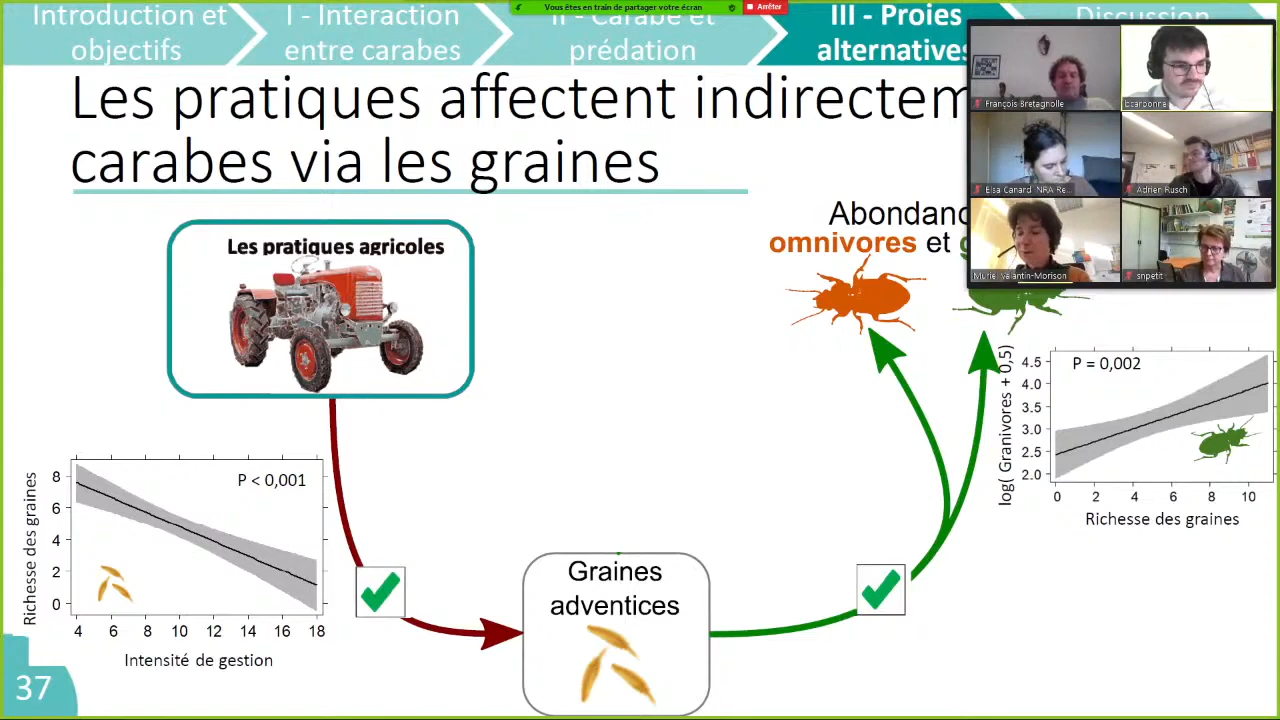 Vous êtes en train de partager votre écran
Arrêter
Introduction et
objectifs
I - Interaction
entre carabes
II - Carabe et
prédation
III - Proies
alternatives
Discussion
Les pratiques affectent indirectem
carabes via les graines
François Bretagnolle
bcarbonne
Elsa Canard_INRA Re...
Adrien Rusch
Muriel Valantin-Morison
snpetit
Les pratiques agricoles
Abondanc
omnivores et g
P < 0,001
Richesse des graines
8
6
4
2
0
4 6 8 10 12 14 16 18
Intensité de gestion
P = 0,002
log( Granivores + 0,5)
4.5
4.0
3.5
3.0
2.5
2.0
0 2 4 6 8 10
Richesse des graines
Graines
adventices
37